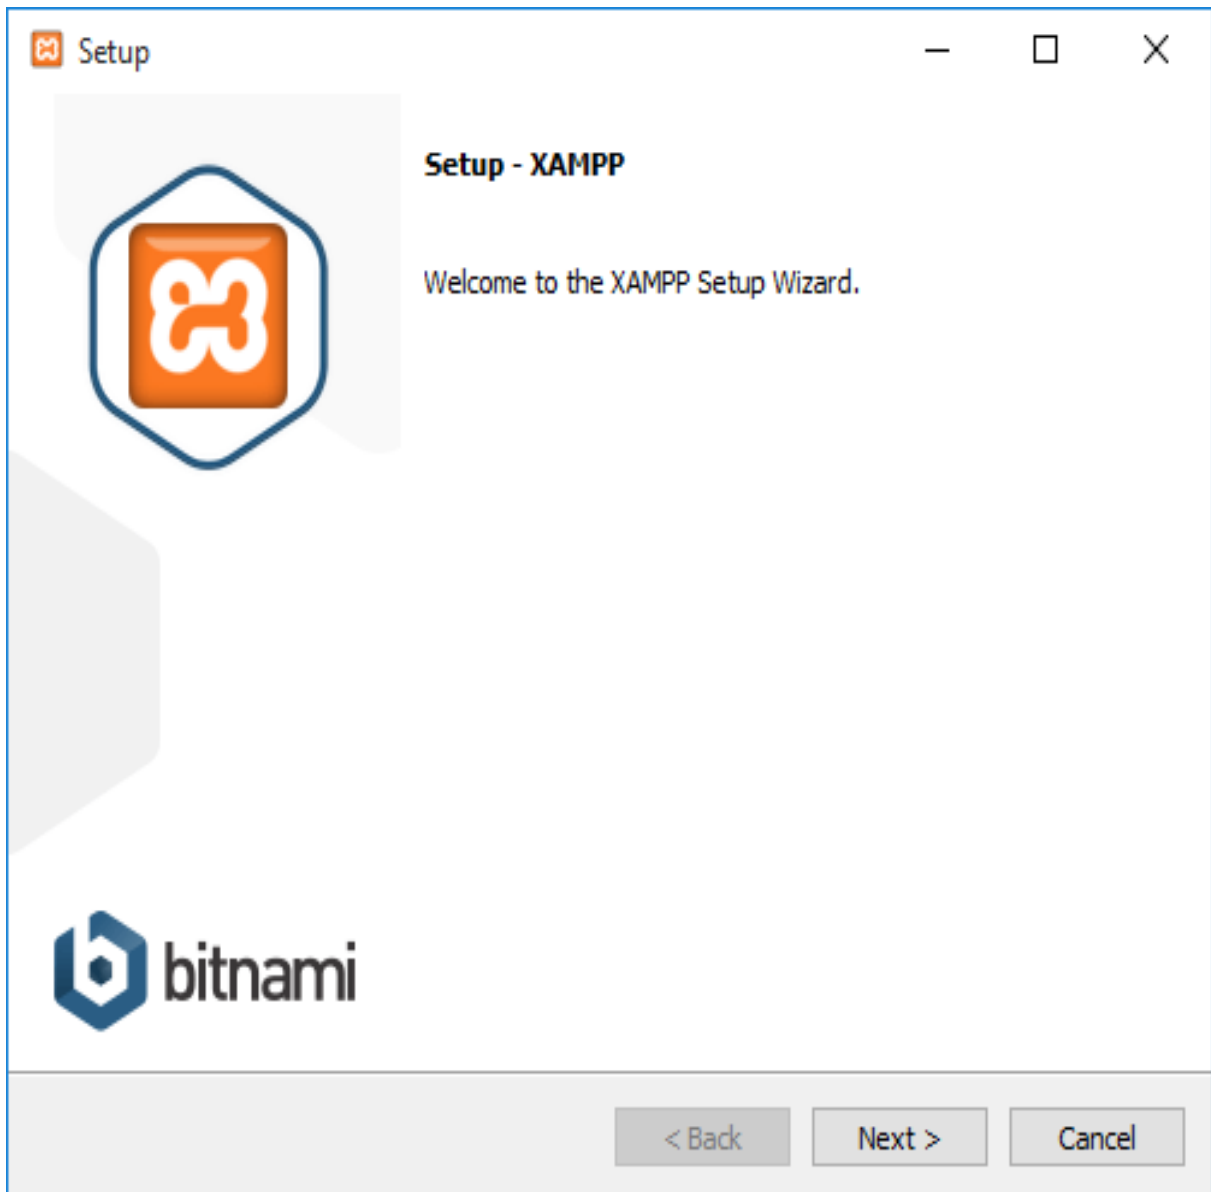 Setup
Setup - XAMPP
Welcome to the XAMPP Setup Wizard.
bitnami
< Back
Next >
Cancel